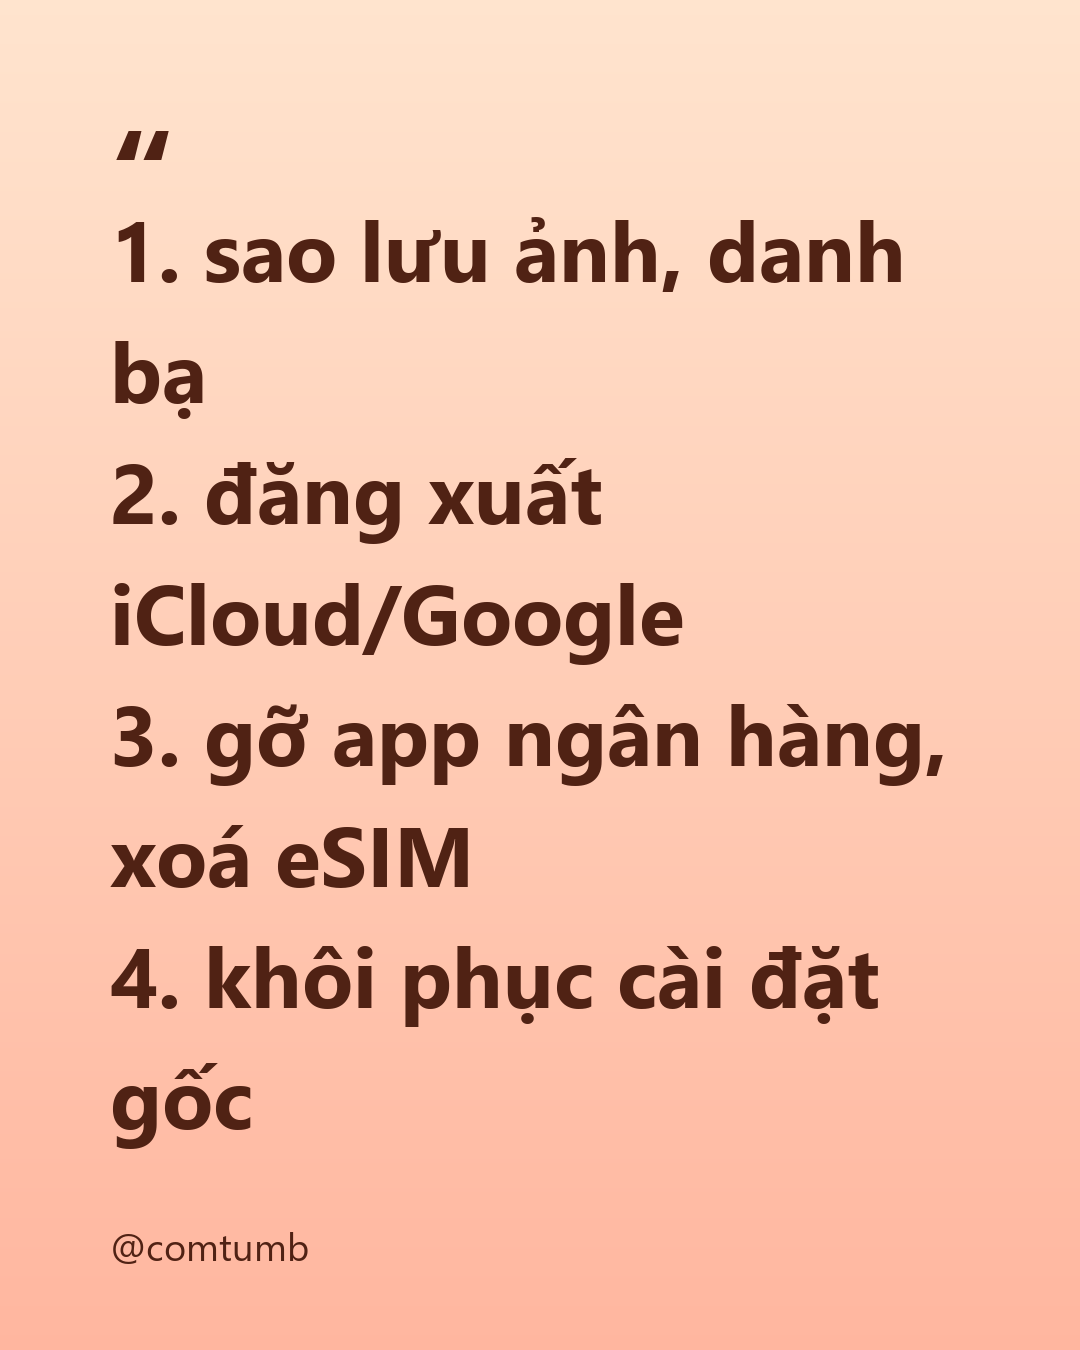 “
1. sao lưu ảnh, danh
bạ
2. đăng xuất
iCloud/Google
3. gỡ app ngân hàng,
xoá eSIM
4. khôi phục cài đặt
gốc
@comtumb